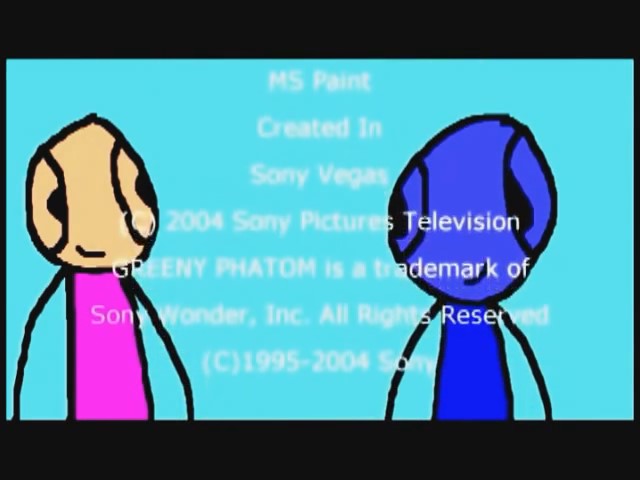 MS Paint
Created In
Sony Vegas
(C) 2004 Sony Pictures Television
GREENY PHATOM is a trademark of
Sony Wonder, Inc. All Rights Reserved
(C)1995-2004 Sony